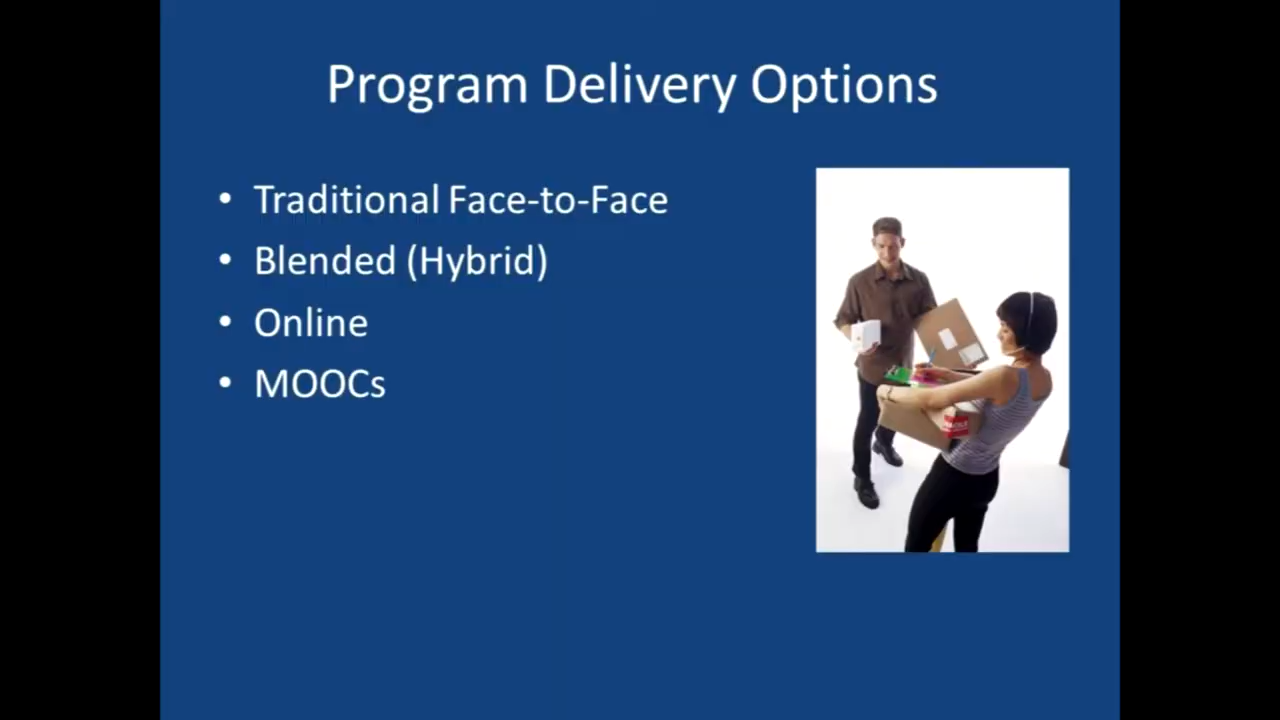 Program Delivery Options
• Traditional Face-to-Face
• Blended (Hybrid)
• Online
• MOOCs